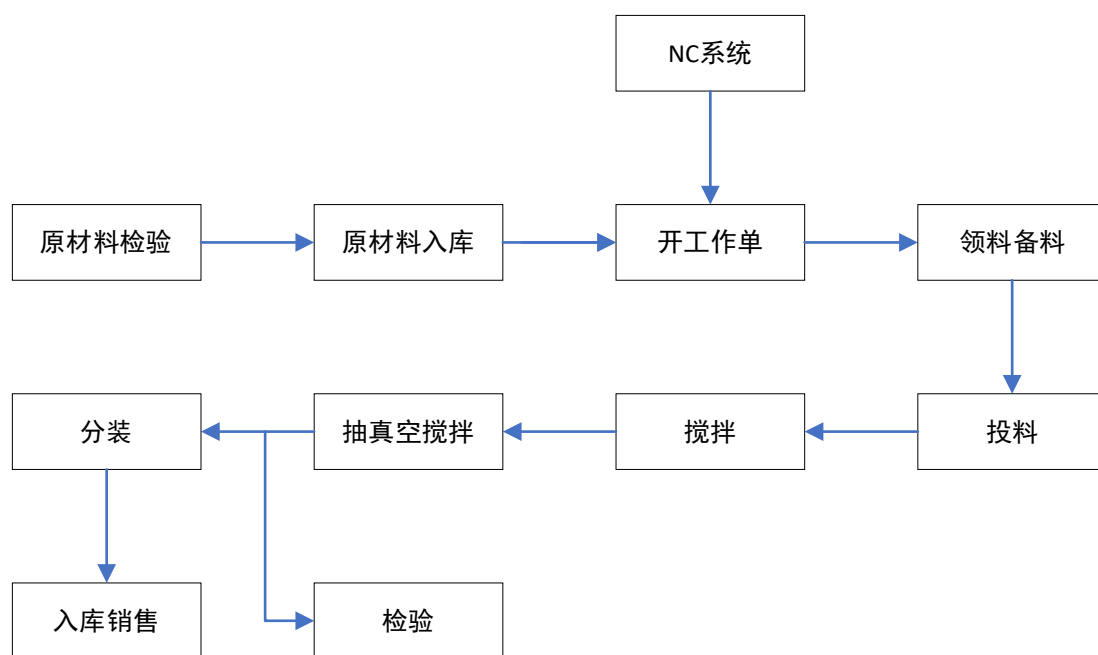 NC系统
原材料检验
原材料入库
开工作单
领料备料
分装
抽真空搅拌
搅拌
投料
入库销售
检验